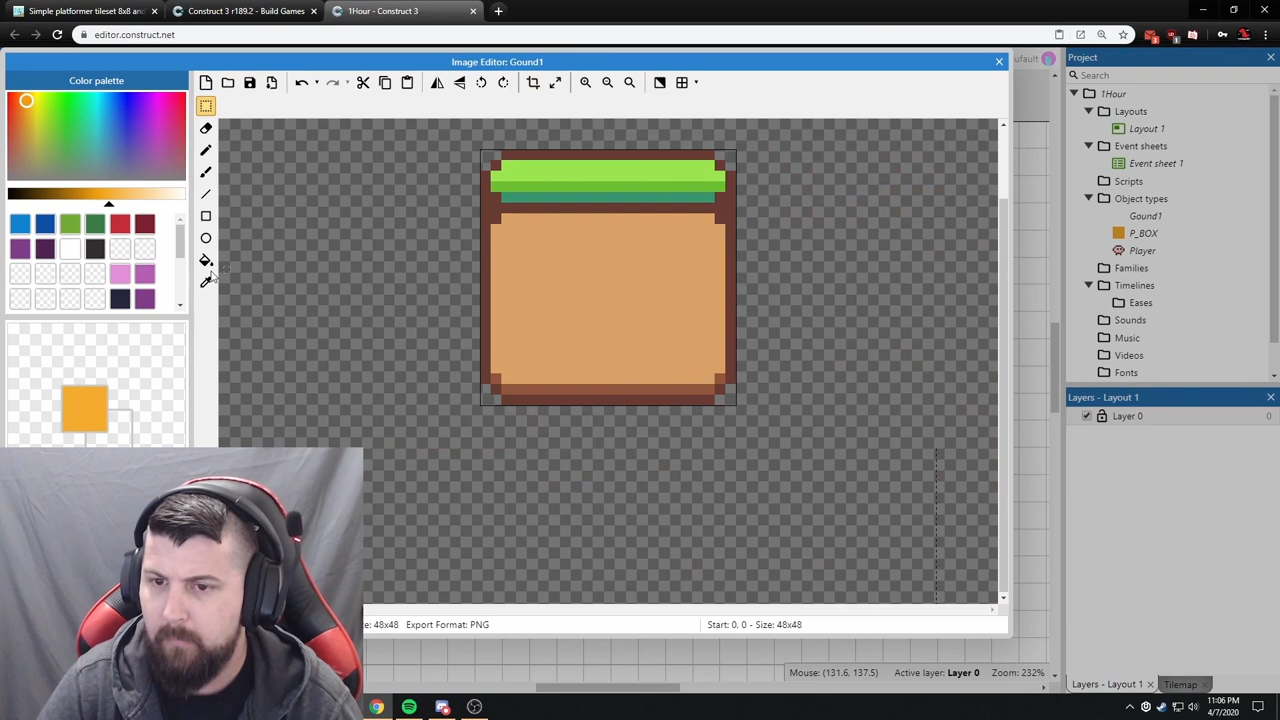 Simple platformer tileset 8x8 an
Construct 3 r189.2 - Build Games
1Hour - Construct 3
editor.construct.net
Image Editor: Gound1
Color palette
ufault
Project
Search
1Hour
Layouts
Layout 1
Event sheets
Event sheet 1
Scripts
Object types
Gound1
P_BOX
Player
Families
Timelines
Eases
Sounds
Music
Videos
Fonts
Layers - Layout 1
Layer 0
0
e: 48x48 Export Format: PNG
Start: 0, 0 - Size: 48x48
Mouse: (131.6, 137.5) Active layer: Layer 0 Zoom: 232%
Layers - Layout 1
Tilemap
11:06 PM
4/7/2020